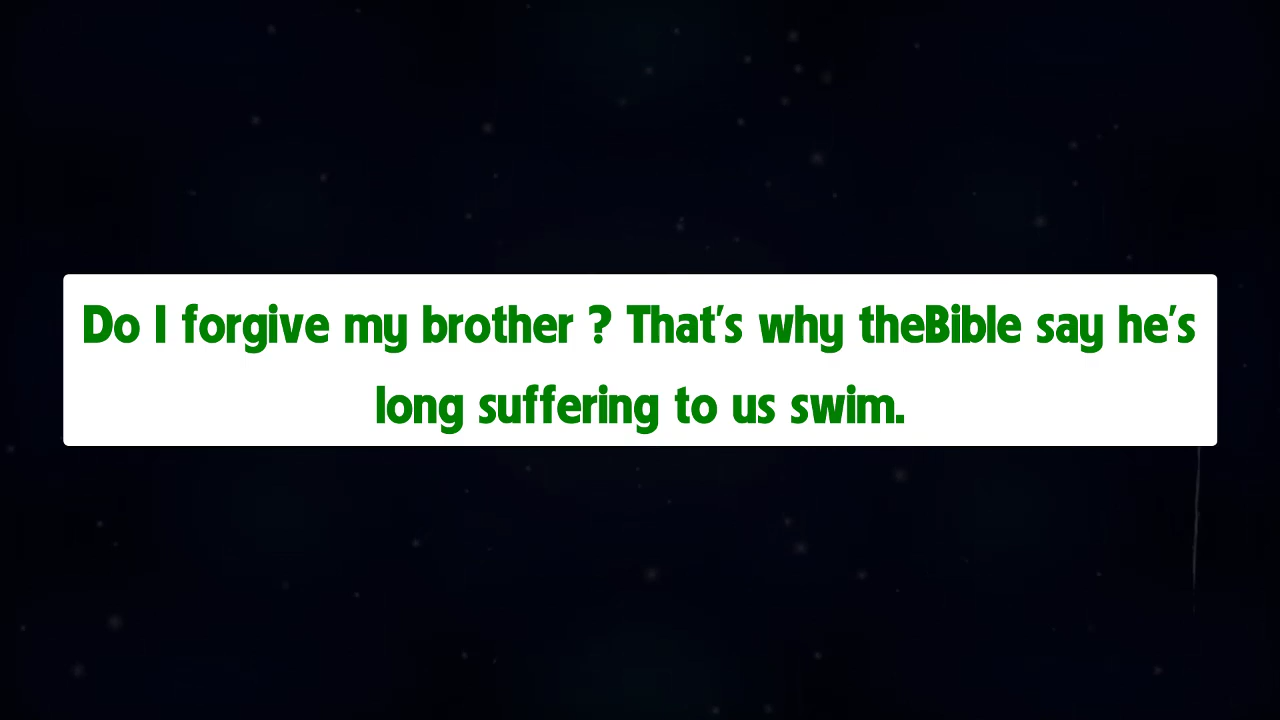 Do I forgive my brother ? That's why theBible say he's
long suffering to us swim.